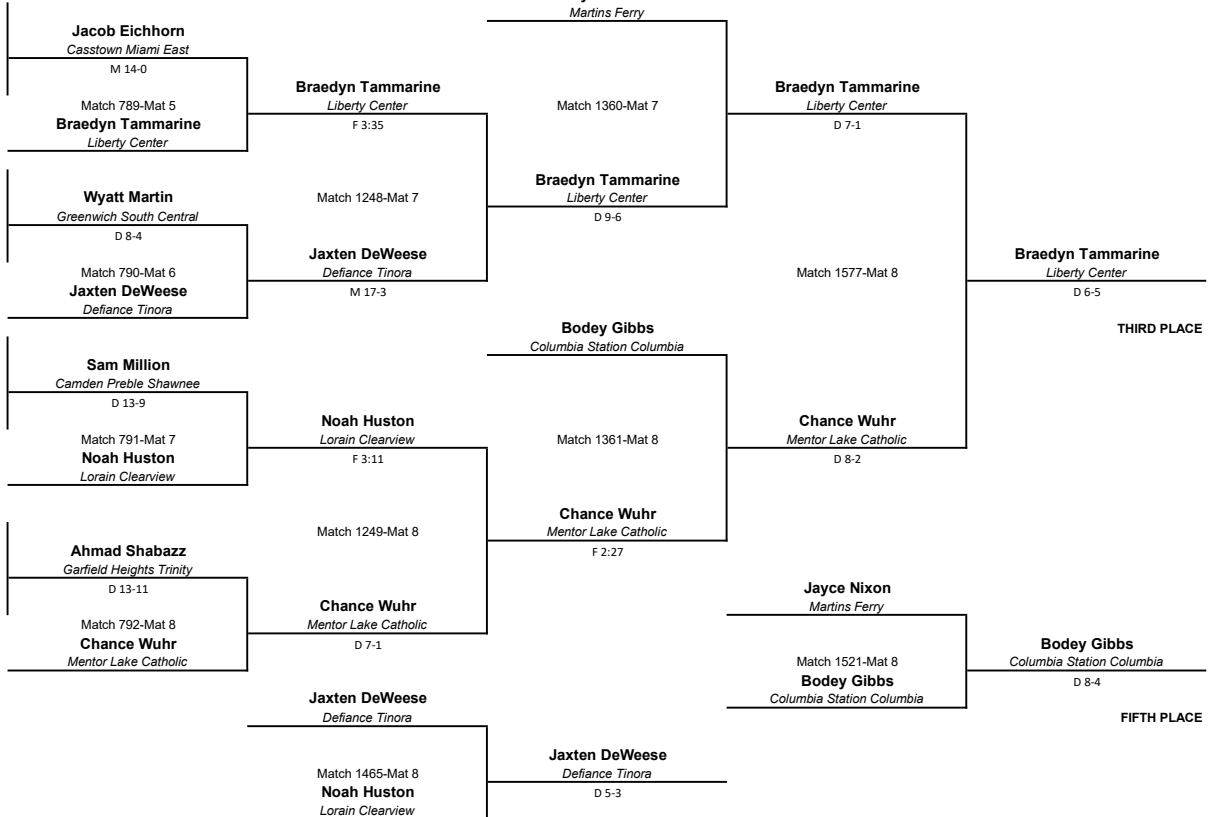 Martins Ferry
Jacob Eichhorn
Casstown Miami East
M 14-0
Match 789-Mat 5
Braedyn Tammarine
Liberty Center
Wyatt Martin
Greenwich South Central
D 8-4
Match 790-Mat 6
Jaxten DeWeese
Defiance Tinora
Sam Million
Camden Preble Shawnee
D 13-9
Match 791-Mat 7
Noah Huston
Lorain Clearview
Ahmad Shabazz
Garfield Heights Trinity
D 13-11
Match 792-Mat 8
Chance Wuhr
Mentor Lake Catholic
Braedyn Tammarine
Liberty Center
F 3:35
Match 1248-Mat 7
Jaxten DeWeese
Defiance Tinora
M 17-3
Noah Huston
Lorain Clearview
F 3:11
Match 1249-Mat 8
Chance Wuhr
Mentor Lake Catholic
D 7-1
Jaxten DeWeese
Defiance Tinora
Match 1465-Mat 8
Noah Huston
Lorain Clearview
Match 1360-Mat 7
Braedyn Tammarine
Liberty Center
D 9-6
Bodey Gibbs
Columbia Station Columbia
Match 1361-Mat 8
Chance Wuhr
Mentor Lake Catholic
F 2:27
Jaxten DeWeese
Defiance Tinora
D 5-3
Braedyn Tammarine
Liberty Center
D 7-1
Match 1577-Mat 8
Chance Wuhr
Mentor Lake Catholic
D 8-2
Jayce Nixon
Martins Ferry
Match 1521-Mat 8
Bodey Gibbs
Columbia Station Columbia
Braedyn Tammarine
Liberty Center
D 6-5
THIRD PLACE
Bodey Gibbs
Columbia Station Columbia
D 8-4
FIFTH PLACE